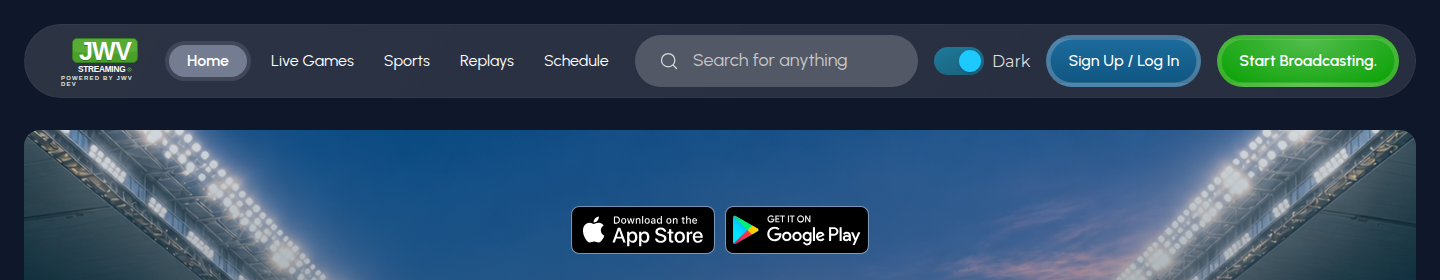 JWV
STREAMING
POWERED BY JWV
DEV
Home
Live Games
Sports
Replays
Schedule
Search for anything
Dark
Sign Up / Log In
Start Broadcasting.
Download on the
App Store
GET IT ON
Google Play